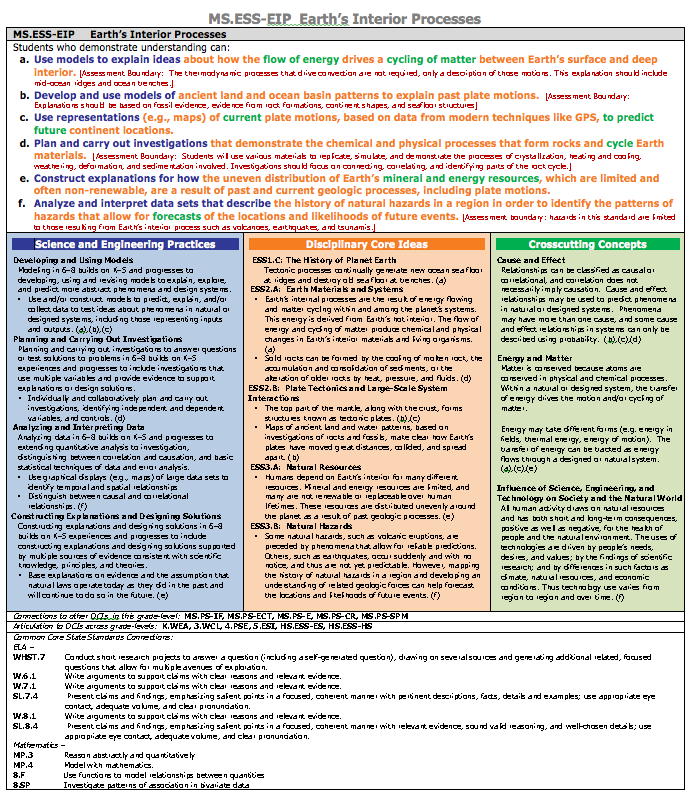 MS.ESS-EIP Earth's Interior Processes
MS.ESS-EIP Earth's Interior Processes
Students who demonstrate understanding can:
a. Use models to explain ideas about how the flow of energy drives a cycling of matter between Earth's surface and deep
interior. [Assessment Boundary: The thermodynamic processes that drive convection are not required, only a description of those motions. This explanation should include
mid-ocean ridges and ocean trenches.]
b. Develop and use models of ancient land and ocean basin patterns to explain past plate motions. [Assessment Boundary:
Explanations should be based on fossil evidence, evidence from rock formations, continent shapes, and seafloor structures]
c. Use representations (e.g., maps) of current plate motions, based on data from modern techniques like GPS, to predict
future continent locations.
d. Plan and carry out investigations that demonstrate the chemical and physical processes that form rocks and cycle Earth
materials. [Assessment Boundary: Students will use various materials to replicate, simulate, and demonstrate the processes of crystallization, heating and cooling,
weathering, deformation, and sedimentation involved. Investigations should focus on connecting, correlating, and identifying parts of the rock cycle.]
e. Construct explanations for how the uneven distribution of Earth's mineral and energy resources, which are limited and
often non-renewable, are a result of past and current geologic processes, including plate motions.
f. Analyze and interpret data sets that describe the history of natural hazards in a region in order to identify the patterns of
hazards that allow for forecasts of the locations and likelihoods of future events. [Assessment boundary: hazards in this standard are limited
to those resulting from Earth's interior process such as volcanoes, earthquakes, and tsunamis.]
Science and Engineering Practices
Developing and Using Models
Modeling in 6–8 builds on K–5 and progresses to
developing, using and revising models to explain, explore,
and predict more abstract phenomena and design systems.
• Use and/or construct models to predict, explain, and/or
collect data to test ideas about phenomena in natural or
designed systems, including those representing inputs
and outputs. (a),(b),(c)
Planning and Carrying Out Investigations
Planning and carrying out investigations to answer questions
or test solutions to problems in 6–8 builds on K–5
experiences and progresses to include investigations that
use multiple variables and provide evidence to support
explanations or design solutions.
• Individually and collaboratively plan and carry out
investigations, identifying independent and dependent
variables, and controls. (d)
Analyzing and Interpreting Data
Analyzing data in 6–8 builds on K–5 and progresses to
extending quantitative analysis to investigations,
distinguishing between correlation and causation, and basic
statistical techniques of data and error analysis.
• Use graphical displays (e.g., maps) of large data sets to
identify temporal and spatial relationships
• Distinguish between causal and correlational
relationships. (f)
Constructing Explanations and Designing Solutions
Constructing explanations and designing solutions in 6–8
builds on K–5 experiences and progresses to include
constructing explanations and designing solutions supported
by multiple sources of evidence consistent with scientific
knowledge, principles, and theories.
• Base explanations on evidence and the assumption that
natural laws operate today as they did in the past and
will continue to do so in the future. (e)
Disciplinary Core Ideas
ESS1.C: The History of Planet Earth
Tectonic processes continually generate new ocean sea floor
at ridges and destroy old sea floor at trenches. (a)
ESS2.A: Earth Materials and Systems
• Earth's internal processes are the result of energy flowing
and matter cycling within and among the planet's systems.
This energy is derived from Earth's hot interior. The flow of
energy and cycling of matter produce chemical and physical
changes in Earth's interior materials and living organisms.
(a)
• Solid rocks can be formed by the cooling of molten rock, the
accumulation and consolidation of sediments, or the
alteration of older rocks by heat, pressure, and fluids. (d)
ESS2.B: Plate Tectonics and Large-Scale System
Interactions
• The top part of the mantle, along with the crust, forms
structures known as tectonic plates. (b),(c)
• Maps of ancient land and water patterns, based on
investigations of rocks and fossils, make clear how Earth's
plates have moved great distances, collided, and spread
apart. (b)
ESS3.A: Natural Resources
• Humans depend on Earth's interior for many different
resources. Mineral and energy resources are limited, and
many are not renewable or replaceable over human
lifetimes. These resources are distributed unevenly around
the planet as a result of past geologic processes. (e)
ESS3.B: Natural Hazards
• Some natural hazards, such as volcanic eruptions, are
preceded by phenomena that allow for reliable predictions.
Others, such as earthquakes, occur suddenly and with no
notice, and thus are not yet predictable. However, mapping
the history of natural hazards in a region and developing an
understanding of related geologic forces can help forecast
the locations and likelihoods of future events. (f)
Crosscutting Concepts
Cause and Effect
Relationships can be classified as causal or
correlational, and correlation does not
necessarily imply causation. Cause and effect
relationships may be used to predict phenomena
in natural or designed systems. Phenomena
may have more than one cause, and some cause
and effect relationships in systems can only be
described using probability. (b),(c),(d)
Energy and Matter
Matter is conserved because atoms are
conserved in physical and chemical processes.
Within a natural or designed system, the transfer
of energy drives the motion and/or cycling of
matter.
Energy may take different forms (e.g. energy in
fields, thermal energy, energy of motion). The
transfer of energy can be tracked as energy
flows through a designed or natural system.
(a),(c),(e)
Influence of Science, Engineering, and
Technology on Society and the Natural World
All human activity draws on natural resources
and has both short and long-term consequences,
positive as well as negative, for the health of
people and the natural environment. The uses of
technologies are driven by people's needs,
desires, and values; by the findings of scientific
research; and by differences in such factors as
climate, natural resources, and economic
conditions. Thus technology use varies from
region to region and over time. (f)
Connections to other DCIs in this grade-level: MS.PS-IF, MS.PS-ECT, MS.PS-E, MS.PS-CR, MS.PS-SPM
Articulation to DCIs across grade-levels: K.WEA, 3.WCL, 4.PSE, 5.ESI, HS.ESS-ES, HS.ESS-HS
Common Core State Standards Connections:
ELA –
WHST.7 Conduct short research projects to answer a question (including a self-generated question), drawing on several sources and generating additional related, focused
questions that allow for multiple avenues of exploration.
W.6.1 Write arguments to support claims with clear reasons and relevant evidence.
W.7.1 Write arguments to support claims with clear reasons and relevant evidence.
SL.7.4 Present claims and findings, emphasizing salient points in a focused, coherent manner with pertinent descriptions, facts, details and examples; use appropriate eye
contact, adequate volume, and clear pronunciation.
W.8.1 Write arguments to support claims with clear reasons and relevant evidence.
SL.8.4 Present claims and findings, emphasizing salient points in a focused, coherent manner with relevant evidence, sound valid reasoning, and well-chosen details; use
appropriate eye contact, adequate volume, and clear pronunciation.
Mathematics –
MP.3 Reason abstractly and quantitatively
MP.4 Model with mathematics.
8.F Use functions to model relationships between quantities
8.SP Investigate patterns of association in bivariate data